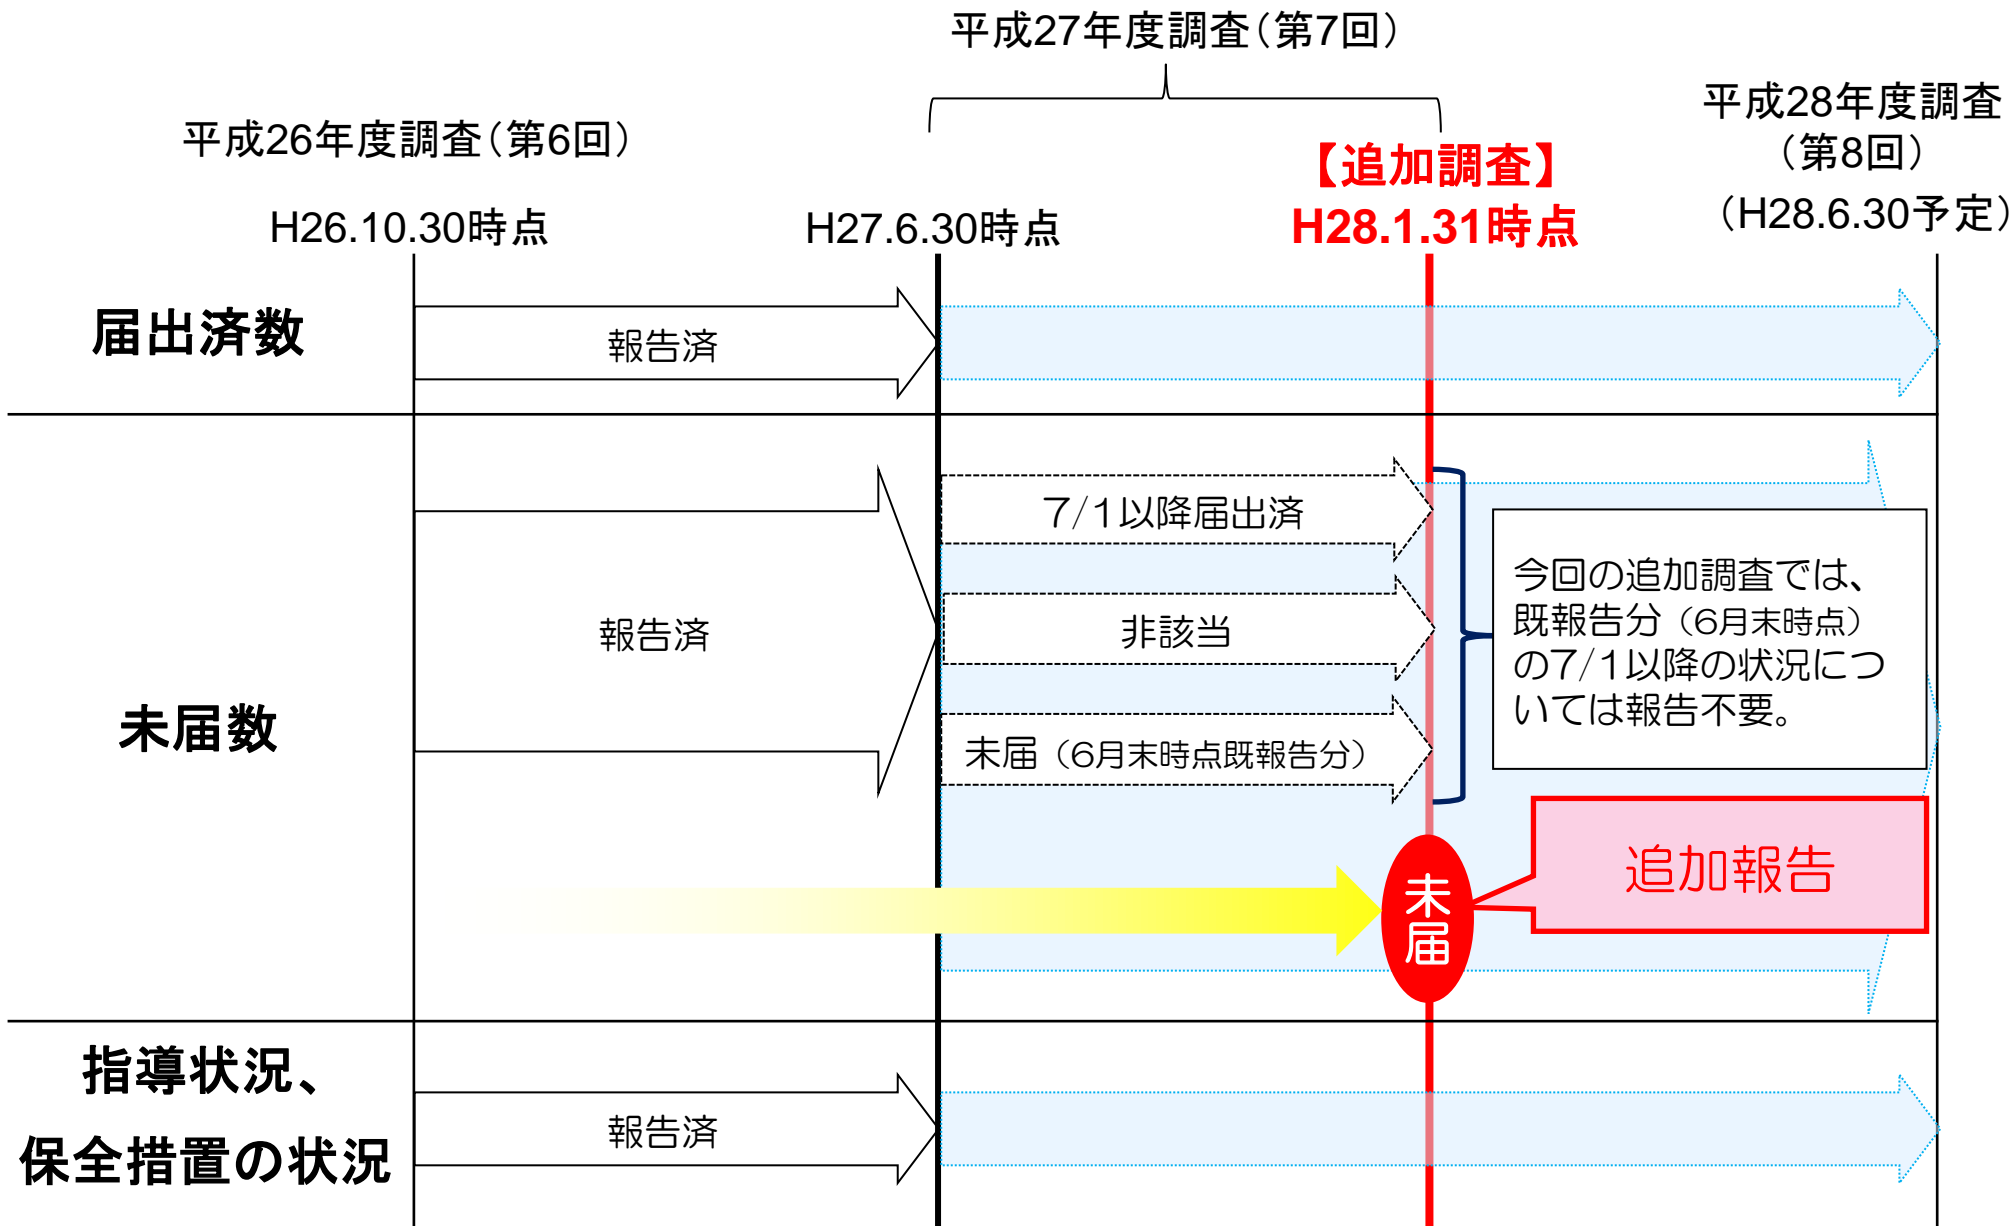 平成27年度調査（第7回）
平成26年度調査（第6回）
平成28年度調査
（第8回）
（H28.6.30予定）
【追加調査】
H28.1.31時点
H26.10.30時点
H27.6.30時点
届出済数
報告済
未届数
報告済
7/1以降届出済
非該当
未届（6月末時点既報告分）
今回の追加調査では、
既報告分（6月末時点）
の7/1以降の状況につ
いては報告不要。
未届
追加報告
指導状況、
保全措置の状況
報告済